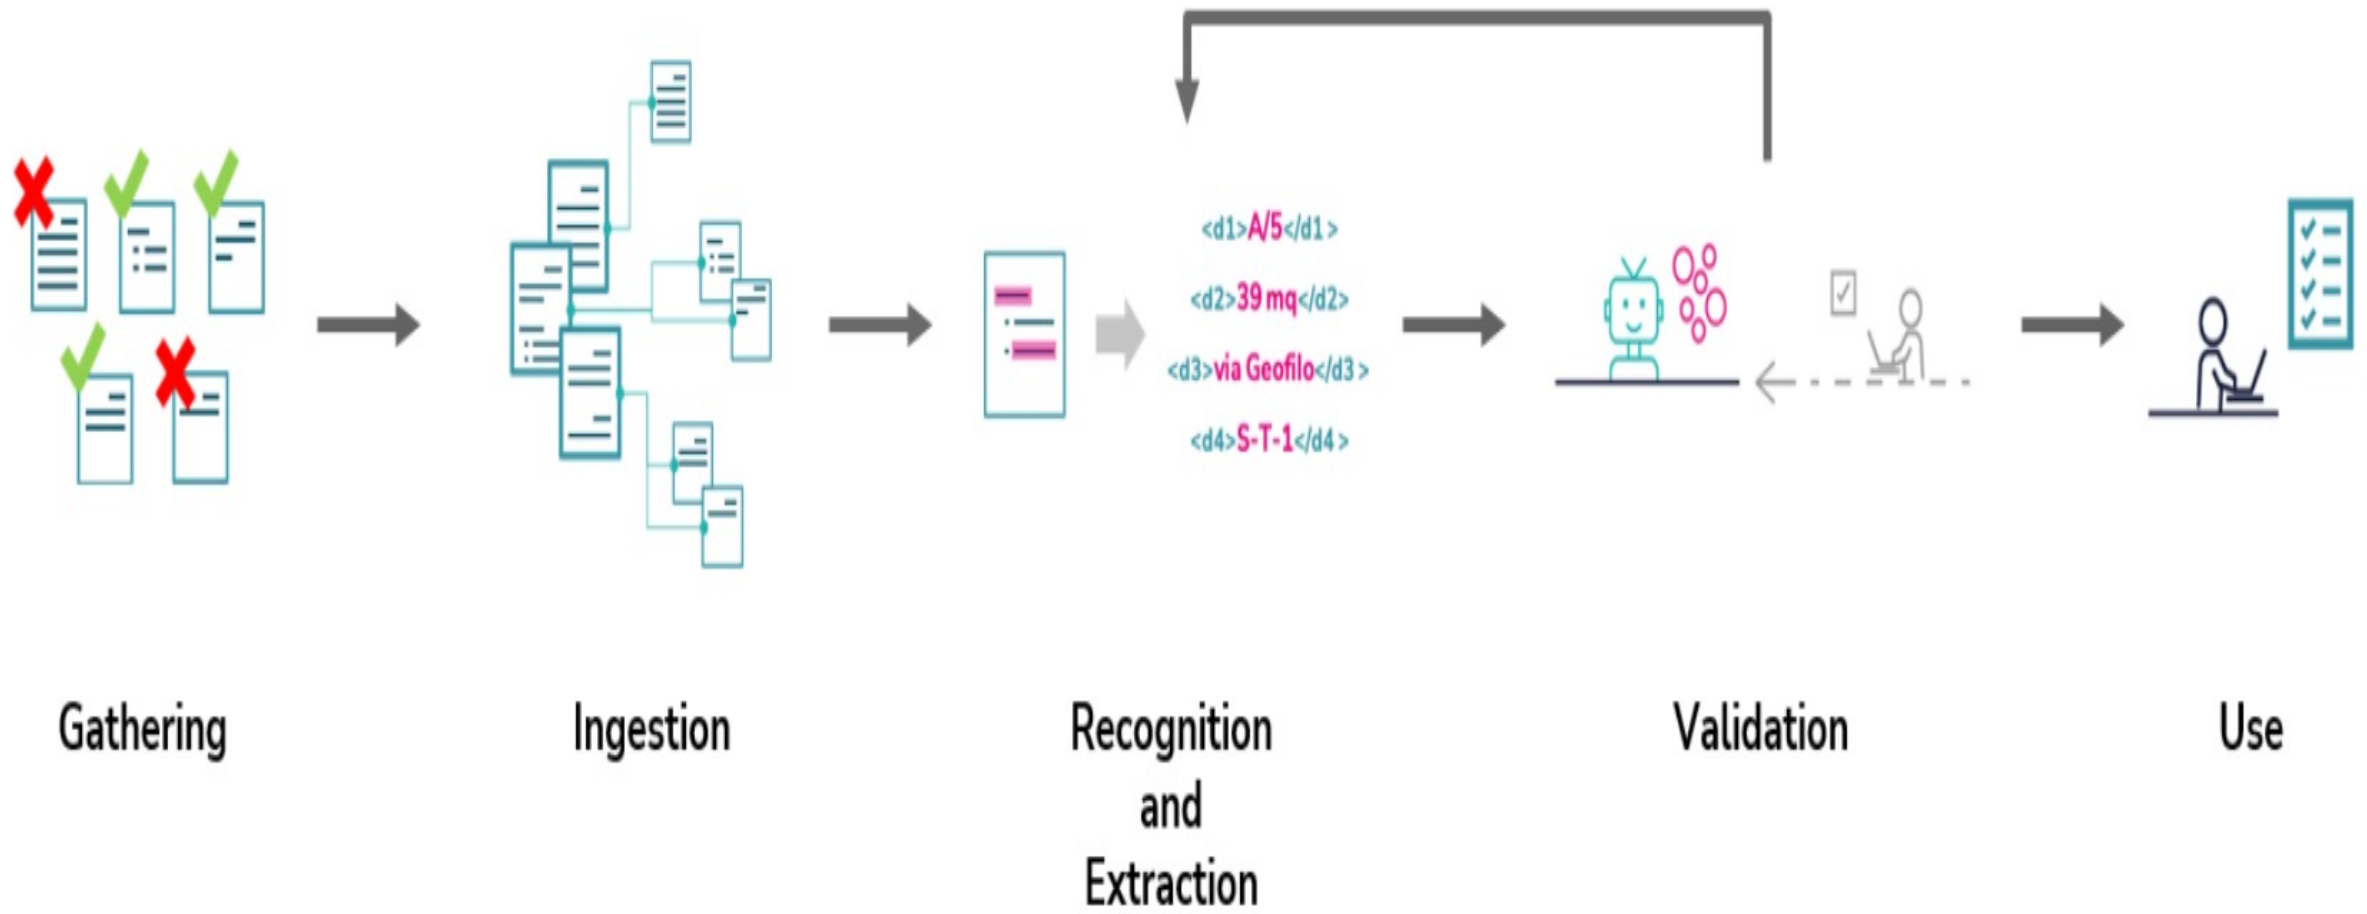 <d1>A/5</d1>
<d2>39 mq</d2>
<d3>via Geofilo</d3>
<d4>S-T-1</d4>
Gathering
Ingestion
Recognition
and
Extraction
Validation
Use